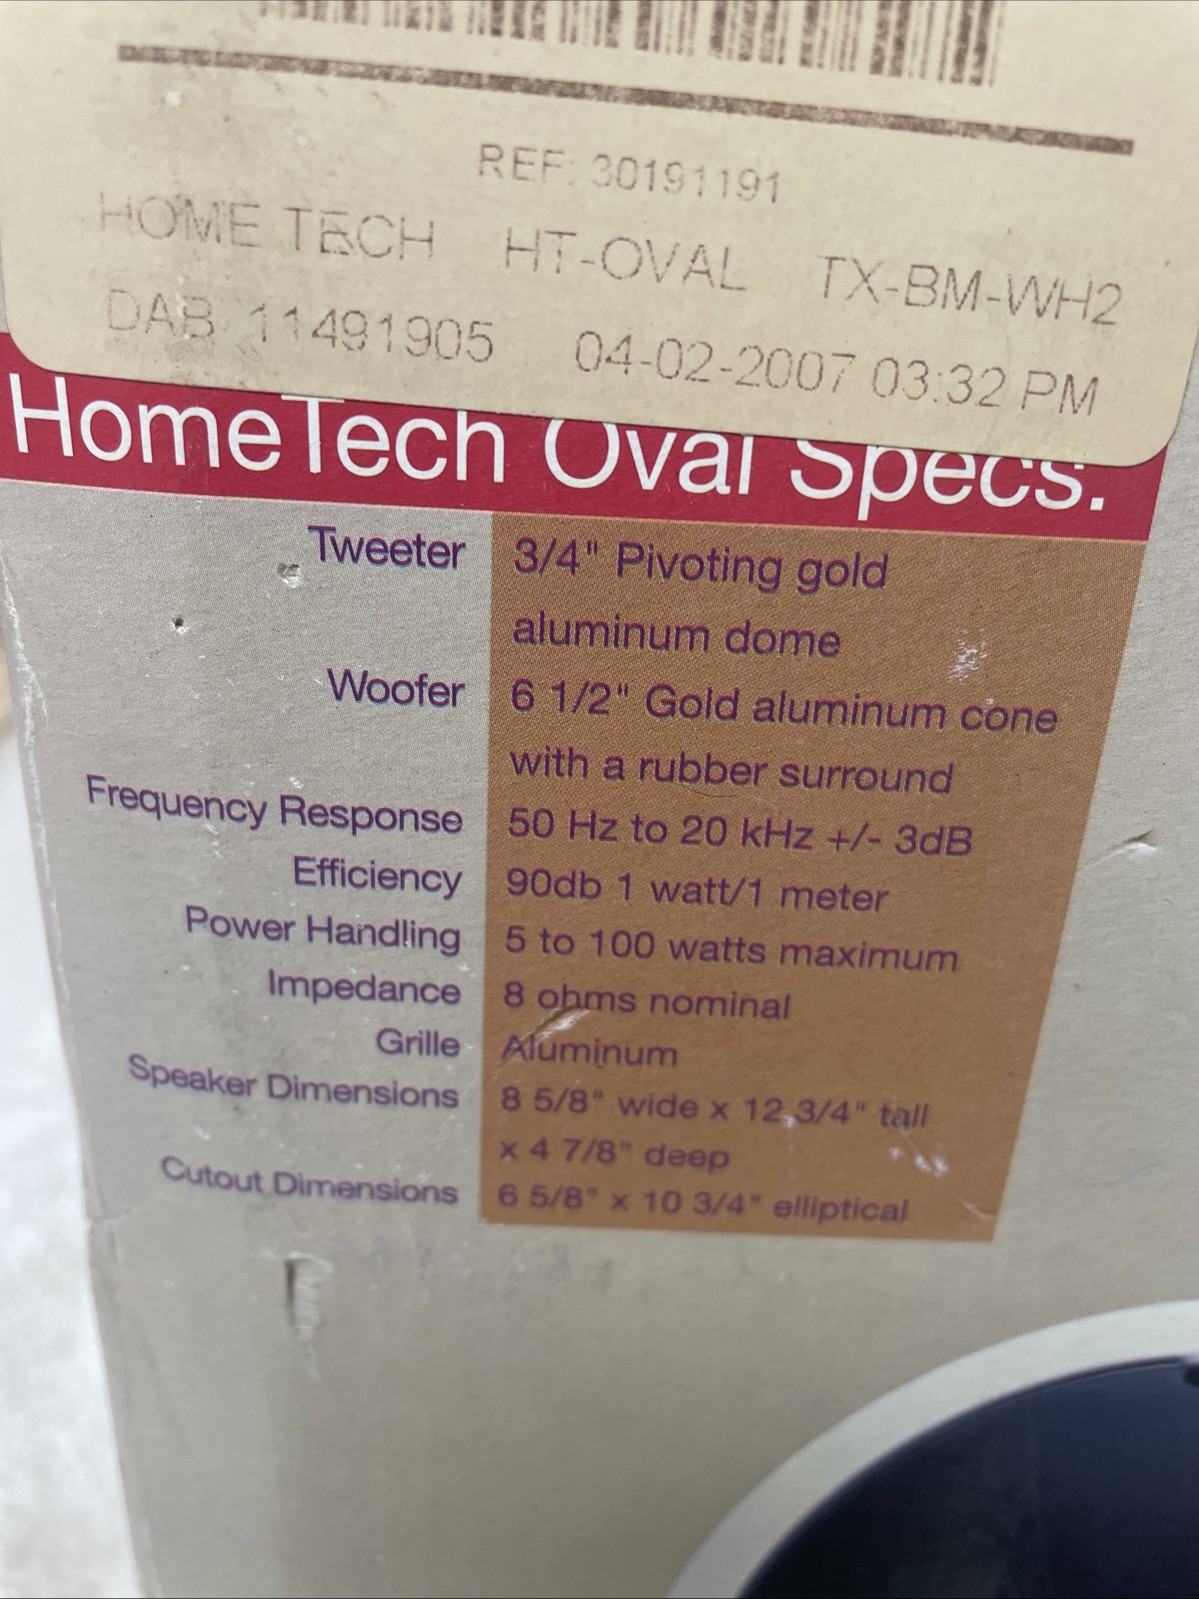 REF: 30191191
HOME TECH HT-OVAL TX-BM-WH2
DAB 11491905 04-02-2007 03:32 PM
HomeTech Oval Specs.
Tweeter 3/4" Pivoting gold
aluminum dome
Woofer 6 1/2" Gold aluminum cone
with a rubber surround
Frequency Response 50 Hz to 20 kHz +/- 3dB
Efficiency 90db 1 watt/1 meter
Power Handling 5 to 100 watts maximum
Impedance 8 ohms nominal
Grille Aluminum
Speaker Dimensions 8 5/8" wide x 12 3/4" tall
x 4 7/8" deep
Cutout Dimensions 6 5/8" x 10 3/4" elliptical